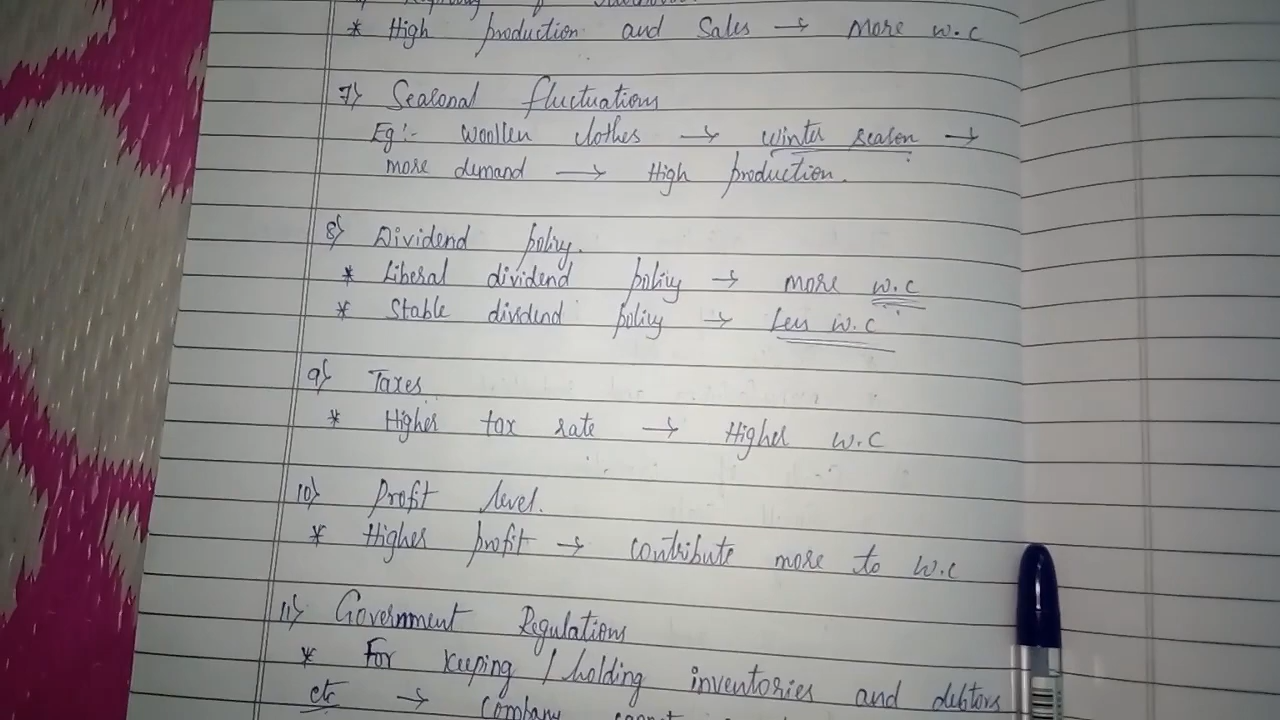 * High production and Sales → More w.c
7) Seasonal fluctuations
Eg:- Woollen clothes → winter season →
more demand → High production.
8) Dividend policy.
* Liberal dividend policy → more w.c
* Stable dividend policy → Less w.c
9) Taxes
* Higher tax rate → Higher w.c
10) Profit level.
* Higher profit → contribute more to w.c
11) Government Regulations
* For keeping / holding inventories and debtors
etc → Company